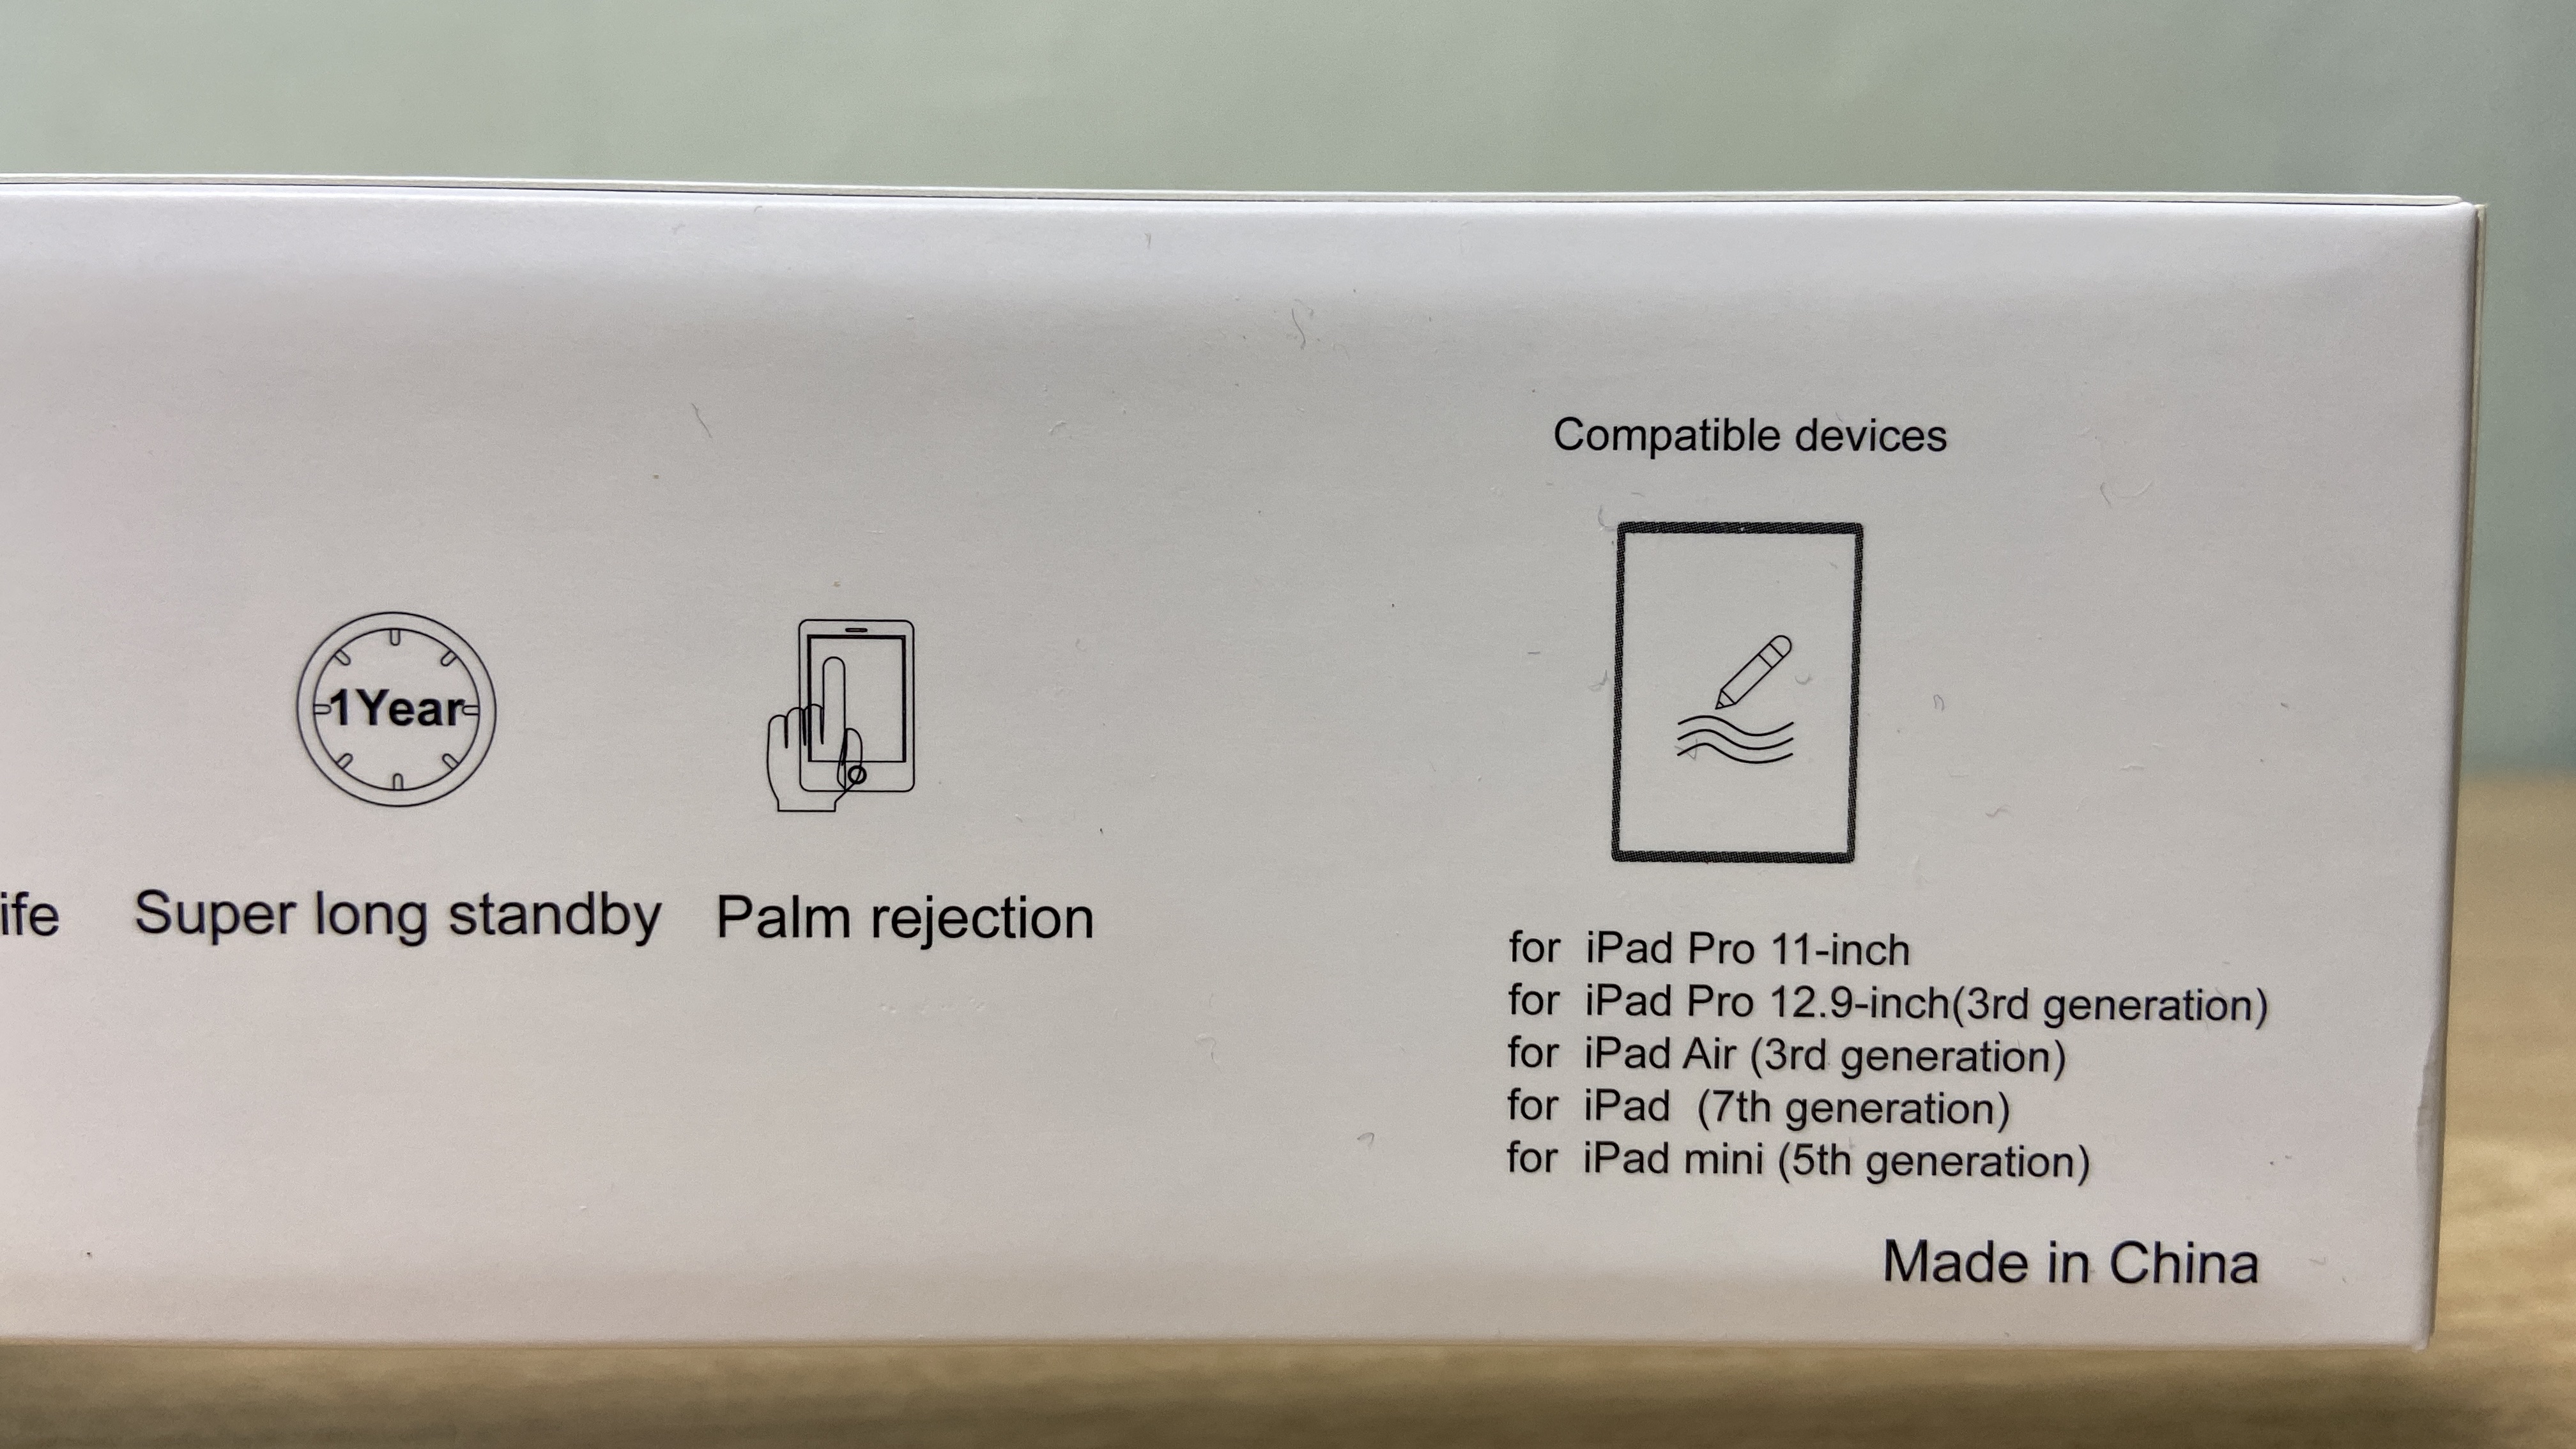 1Year
Super long standby
Palm rejection
Compatible devices
for iPad Pro 11-inch
for iPad Pro 12.9-inch(3rd generation)
for iPad Air (3rd generation)
for iPad (7th generation)
for iPad mini (5th generation)
Made in China